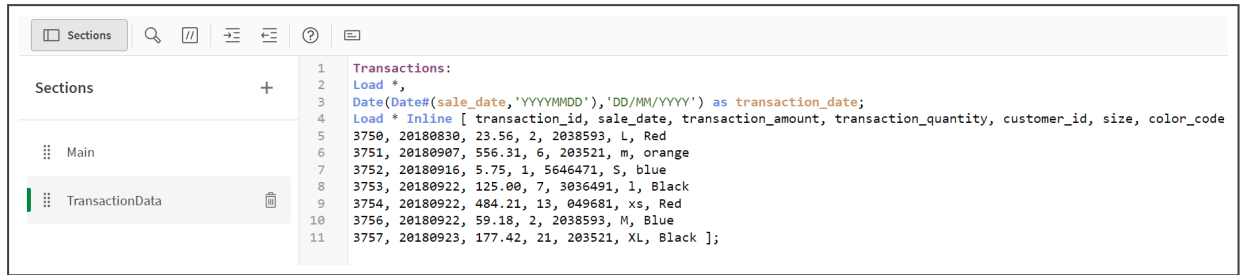 Sections
Sections
Main
TransactionData
1 Transactions:
2 Load *,
3 Date(Date#(sale_date,'YYYYMMDD'),'DD/MM/YYYY') as transaction_date;
4 Load * Inline [ transaction_id, sale_date, transaction_amount, transaction_quantity, customer_id, size, color_code
5 3750, 20180830, 23.56, 2, 2038593, L, Red
6 3751, 20180907, 556.31, 6, 203521, m, orange
7 3752, 20180916, 5.75, 1, 5646471, S, blue
8 3753, 20180922, 125.00, 7, 3036491, l, Black
9 3754, 20180922, 484.21, 13, 049681, xs, Red
10 3756, 20180922, 59.18, 2, 2038593, M, Blue
11 3757, 20180923, 177.42, 21, 203521, XL, Black ];